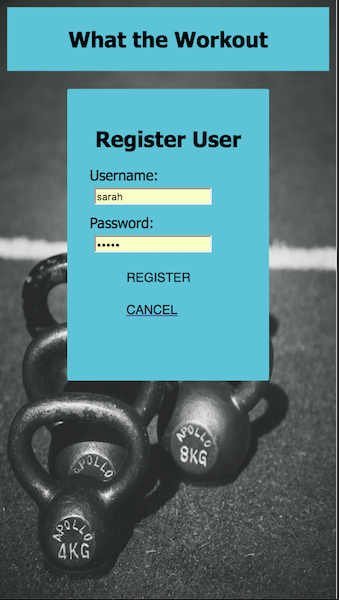 What the Workout
Register User
Username:
sarah
Password:
•••••
REGISTER
CANCEL
APOLLO
APOLLO
8KG
APOLLO
4KG